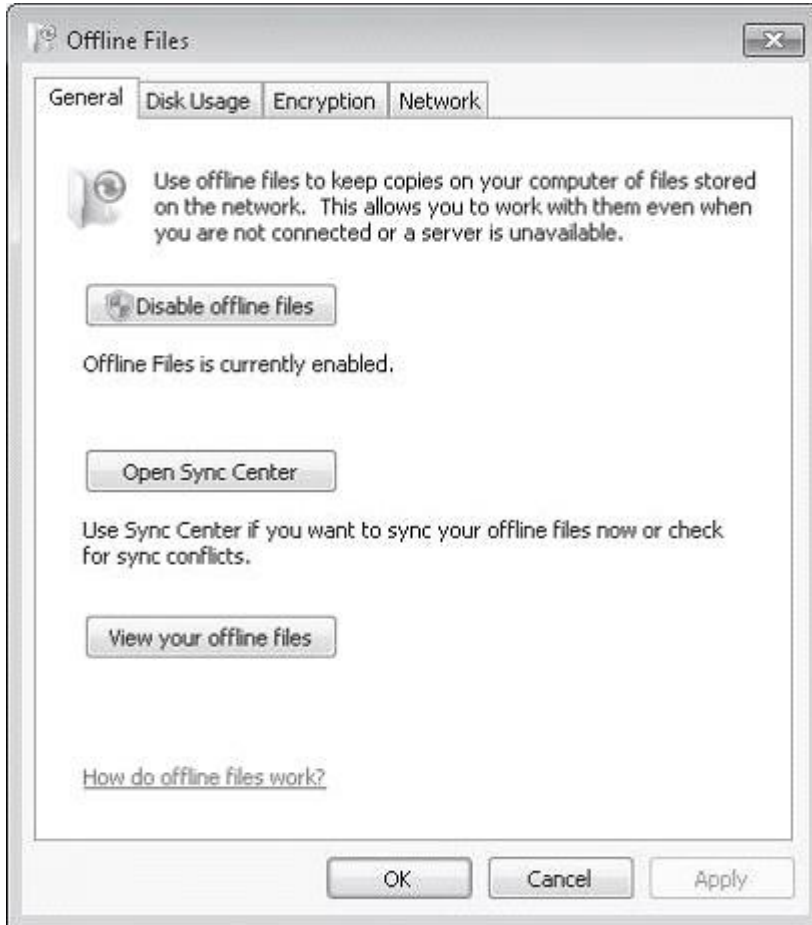 Offline Files
General Disk Usage Encryption Network
Use offline files to keep copies on your computer of files stored
on the network. This allows you to work with them even when
you are not connected or a server is unavailable.
Disable offline files
Offline Files is currently enabled.
Open Sync Center
Use Sync Center if you want to sync your offline files now or check
for sync conflicts.
View your offline files
How do offline files work?
OK Cancel Apply